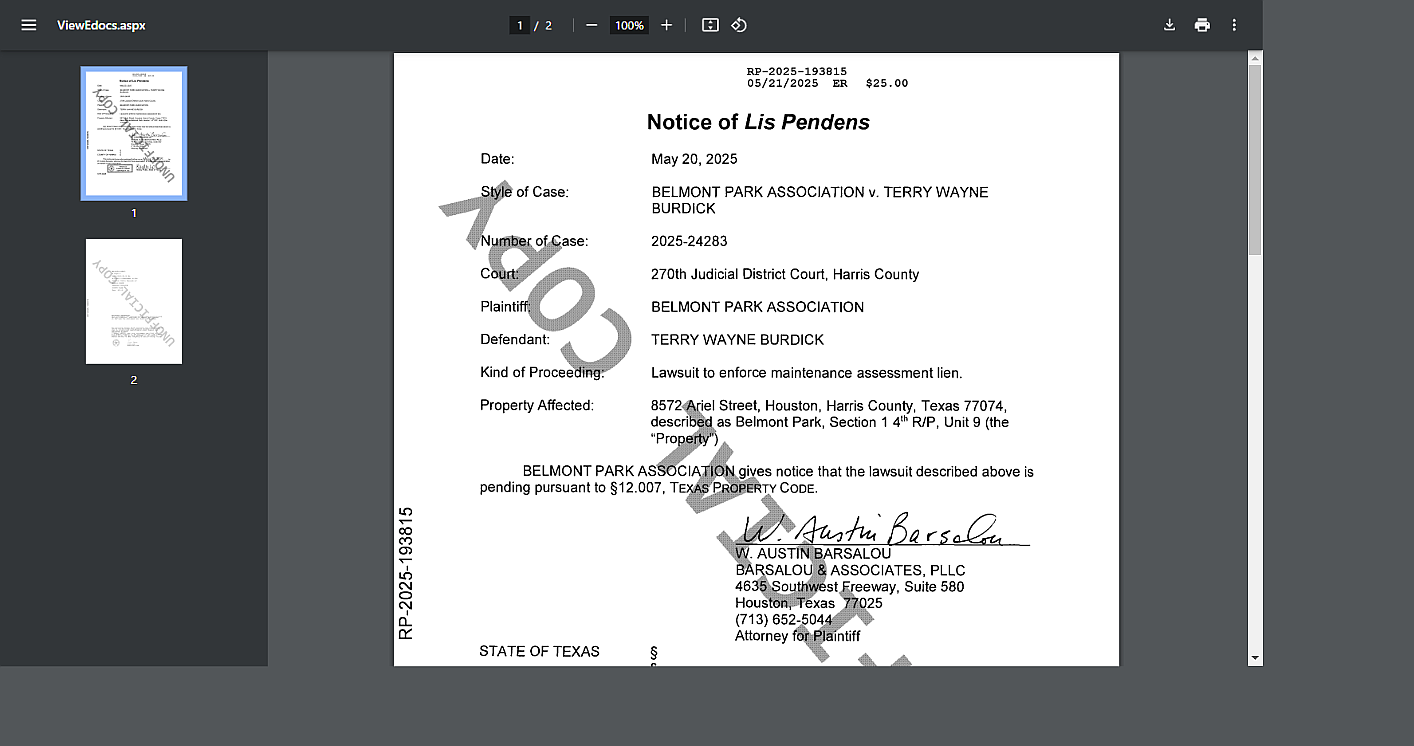 ViewEdocs.aspx
1 / 2
100%
1
2
RP-2025-193815
05/21/2025 ER $25.00
Notice of Lis Pendens
Date: May 20, 2025
Style of Case: BELMONT PARK ASSOCIATION v. TERRY WAYNE
BURDICK
Number of Case: 2025-24283
Court: 270th Judicial District Court, Harris County
Plaintiff: BELMONT PARK ASSOCIATION
Defendant: TERRY WAYNE BURDICK
Kind of Proceeding: Lawsuit to enforce maintenance assessment lien.
Property Affected: 8572 Ariel Street, Houston, Harris County, Texas 77074,
described as Belmont Park, Section 1 4th R/P, Unit 9 (the
“Property”)
BELMONT PARK ASSOCIATION gives notice that the lawsuit described above is
pending pursuant to §12.007, TEXAS PROPERTY CODE.
W. Austin Barsalou
W. AUSTIN BARSALOU
BARSALOU & ASSOCIATES, PLLC
4635 Southwest Freeway, Suite 580
Houston, Texas 77025
(713) 652-5044
Attorney for Plaintiff
STATE OF TEXAS §
§
RP-2025-193815
UNOFFICIAL COPY